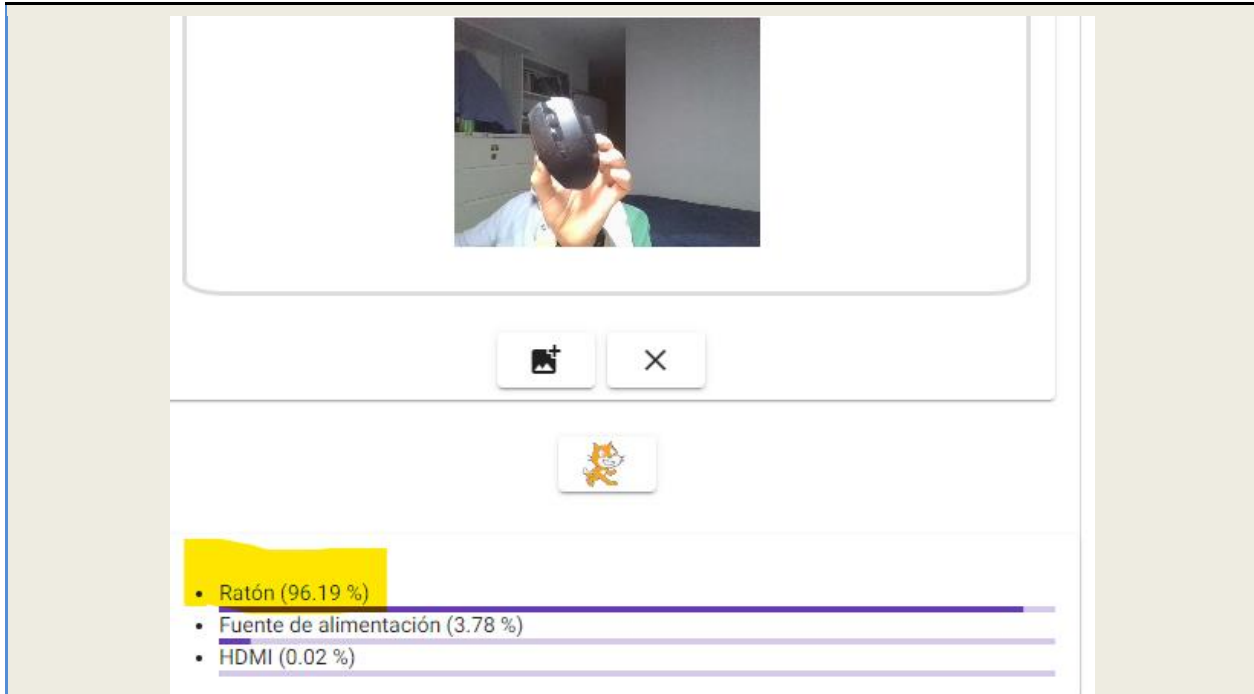 Ratón (96.19 %)
Fuente de alimentación (3.78 %)
HDMI (0.02 %)